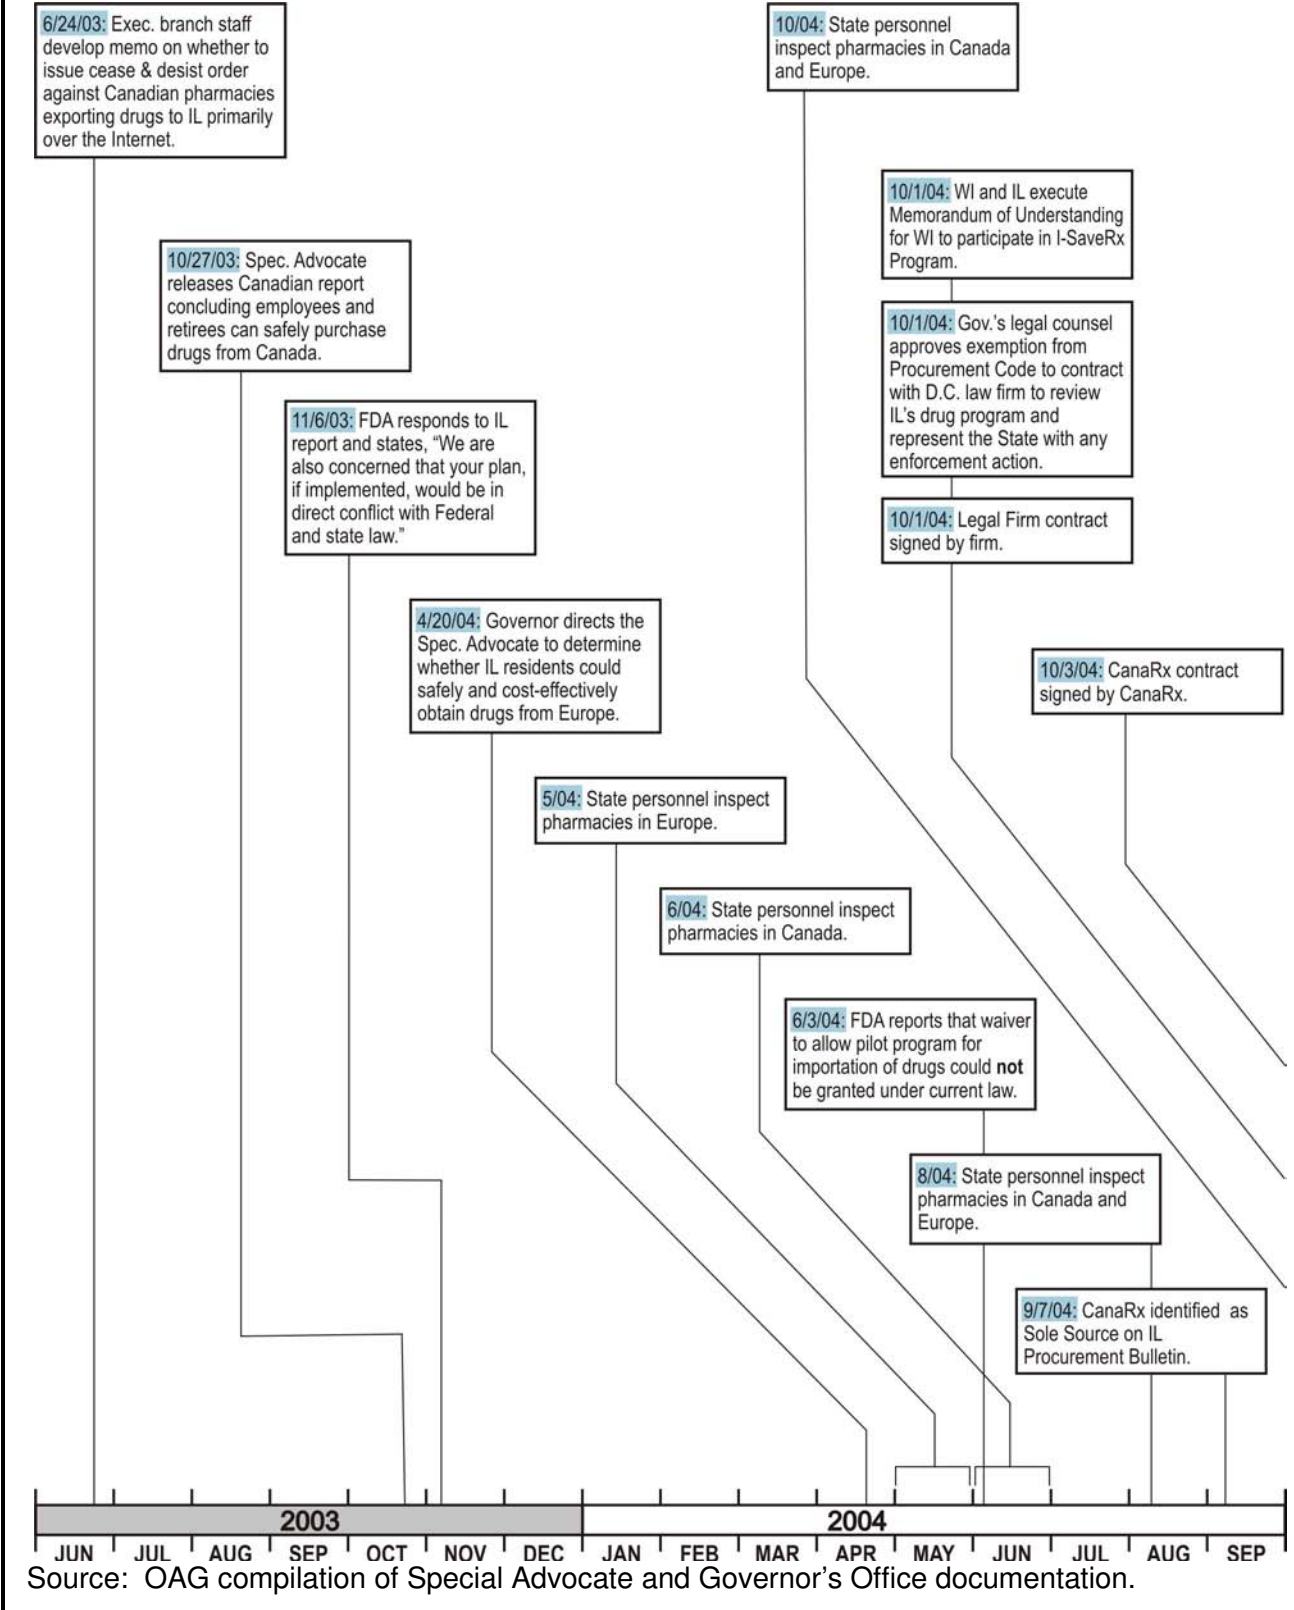 6/24/03: Exec. branch staff
develop memo on whether to
issue cease & desist order
against Canadian pharmacies
exporting drugs to IL primarily
over the Internet.
10/27/03: Spec. Advocate
releases Canadian report
concluding employees and
retirees can safely purchase
drugs from Canada.
11/6/03: FDA responds to IL
report and states, “We are
also concerned that your plan,
if implemented, would be in
direct conflict with Federal
and state law.”
4/20/04: Governor directs the
Spec. Advocate to determine
whether IL residents could
safely and cost-effectively
obtain drugs from Europe.
5/04: State personnel inspect
pharmacies in Europe.
6/04: State personnel inspect
pharmacies in Canada.
6/3/04: FDA reports that waiver
to allow pilot program for
importation of drugs could not
be granted under current law.
8/04: State personnel inspect
pharmacies in Canada and
Europe.
9/7/04: CanaRx identified as
Sole Source on IL
Procurement Bulletin.
10/04: State personnel
inspect pharmacies in Canada
and Europe.
10/1/04: WI and IL execute
Memorandum of Understanding
for WI to participate in I-SaveRx
Program.
10/1/04: Gov.’s legal counsel
approves exemption from
Procurement Code to contract
with D.C. law firm to review
IL’s drug program and
represent the State with any
enforcement action.
10/1/04: Legal Firm contract
signed by firm.
10/3/04: CanaRx contract
signed by CanaRx.
2003 2004
JUN JUL AUG SEP OCT NOV DEC JAN FEB MAR APR MAY JUN JUL AUG SEP
Source: OAG compilation of Special Advocate and Governor’s Office documentation.